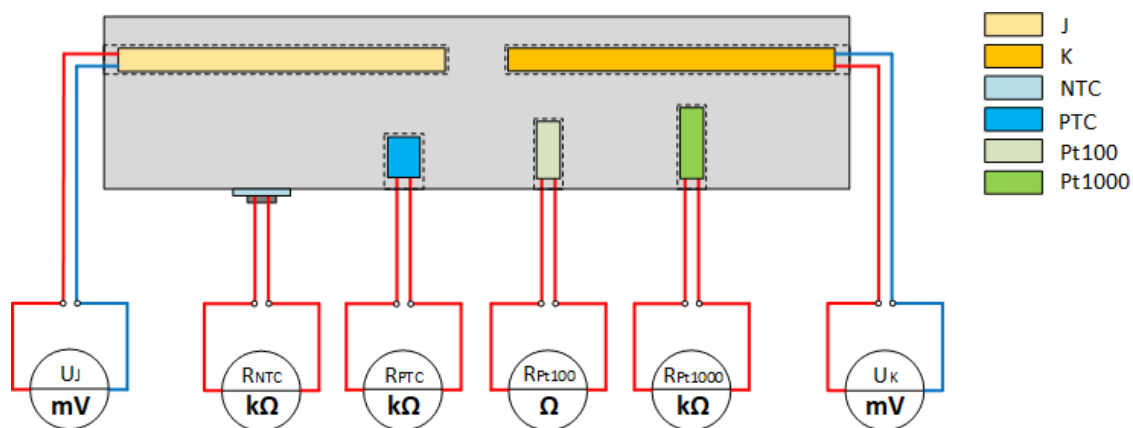 J
K
NTC
PTC
Pt100
Pt1000
UJ
mV
RNTC
kΩ
RPTC
kΩ
RPt100
Ω
RPt1000
kΩ
UK
mV